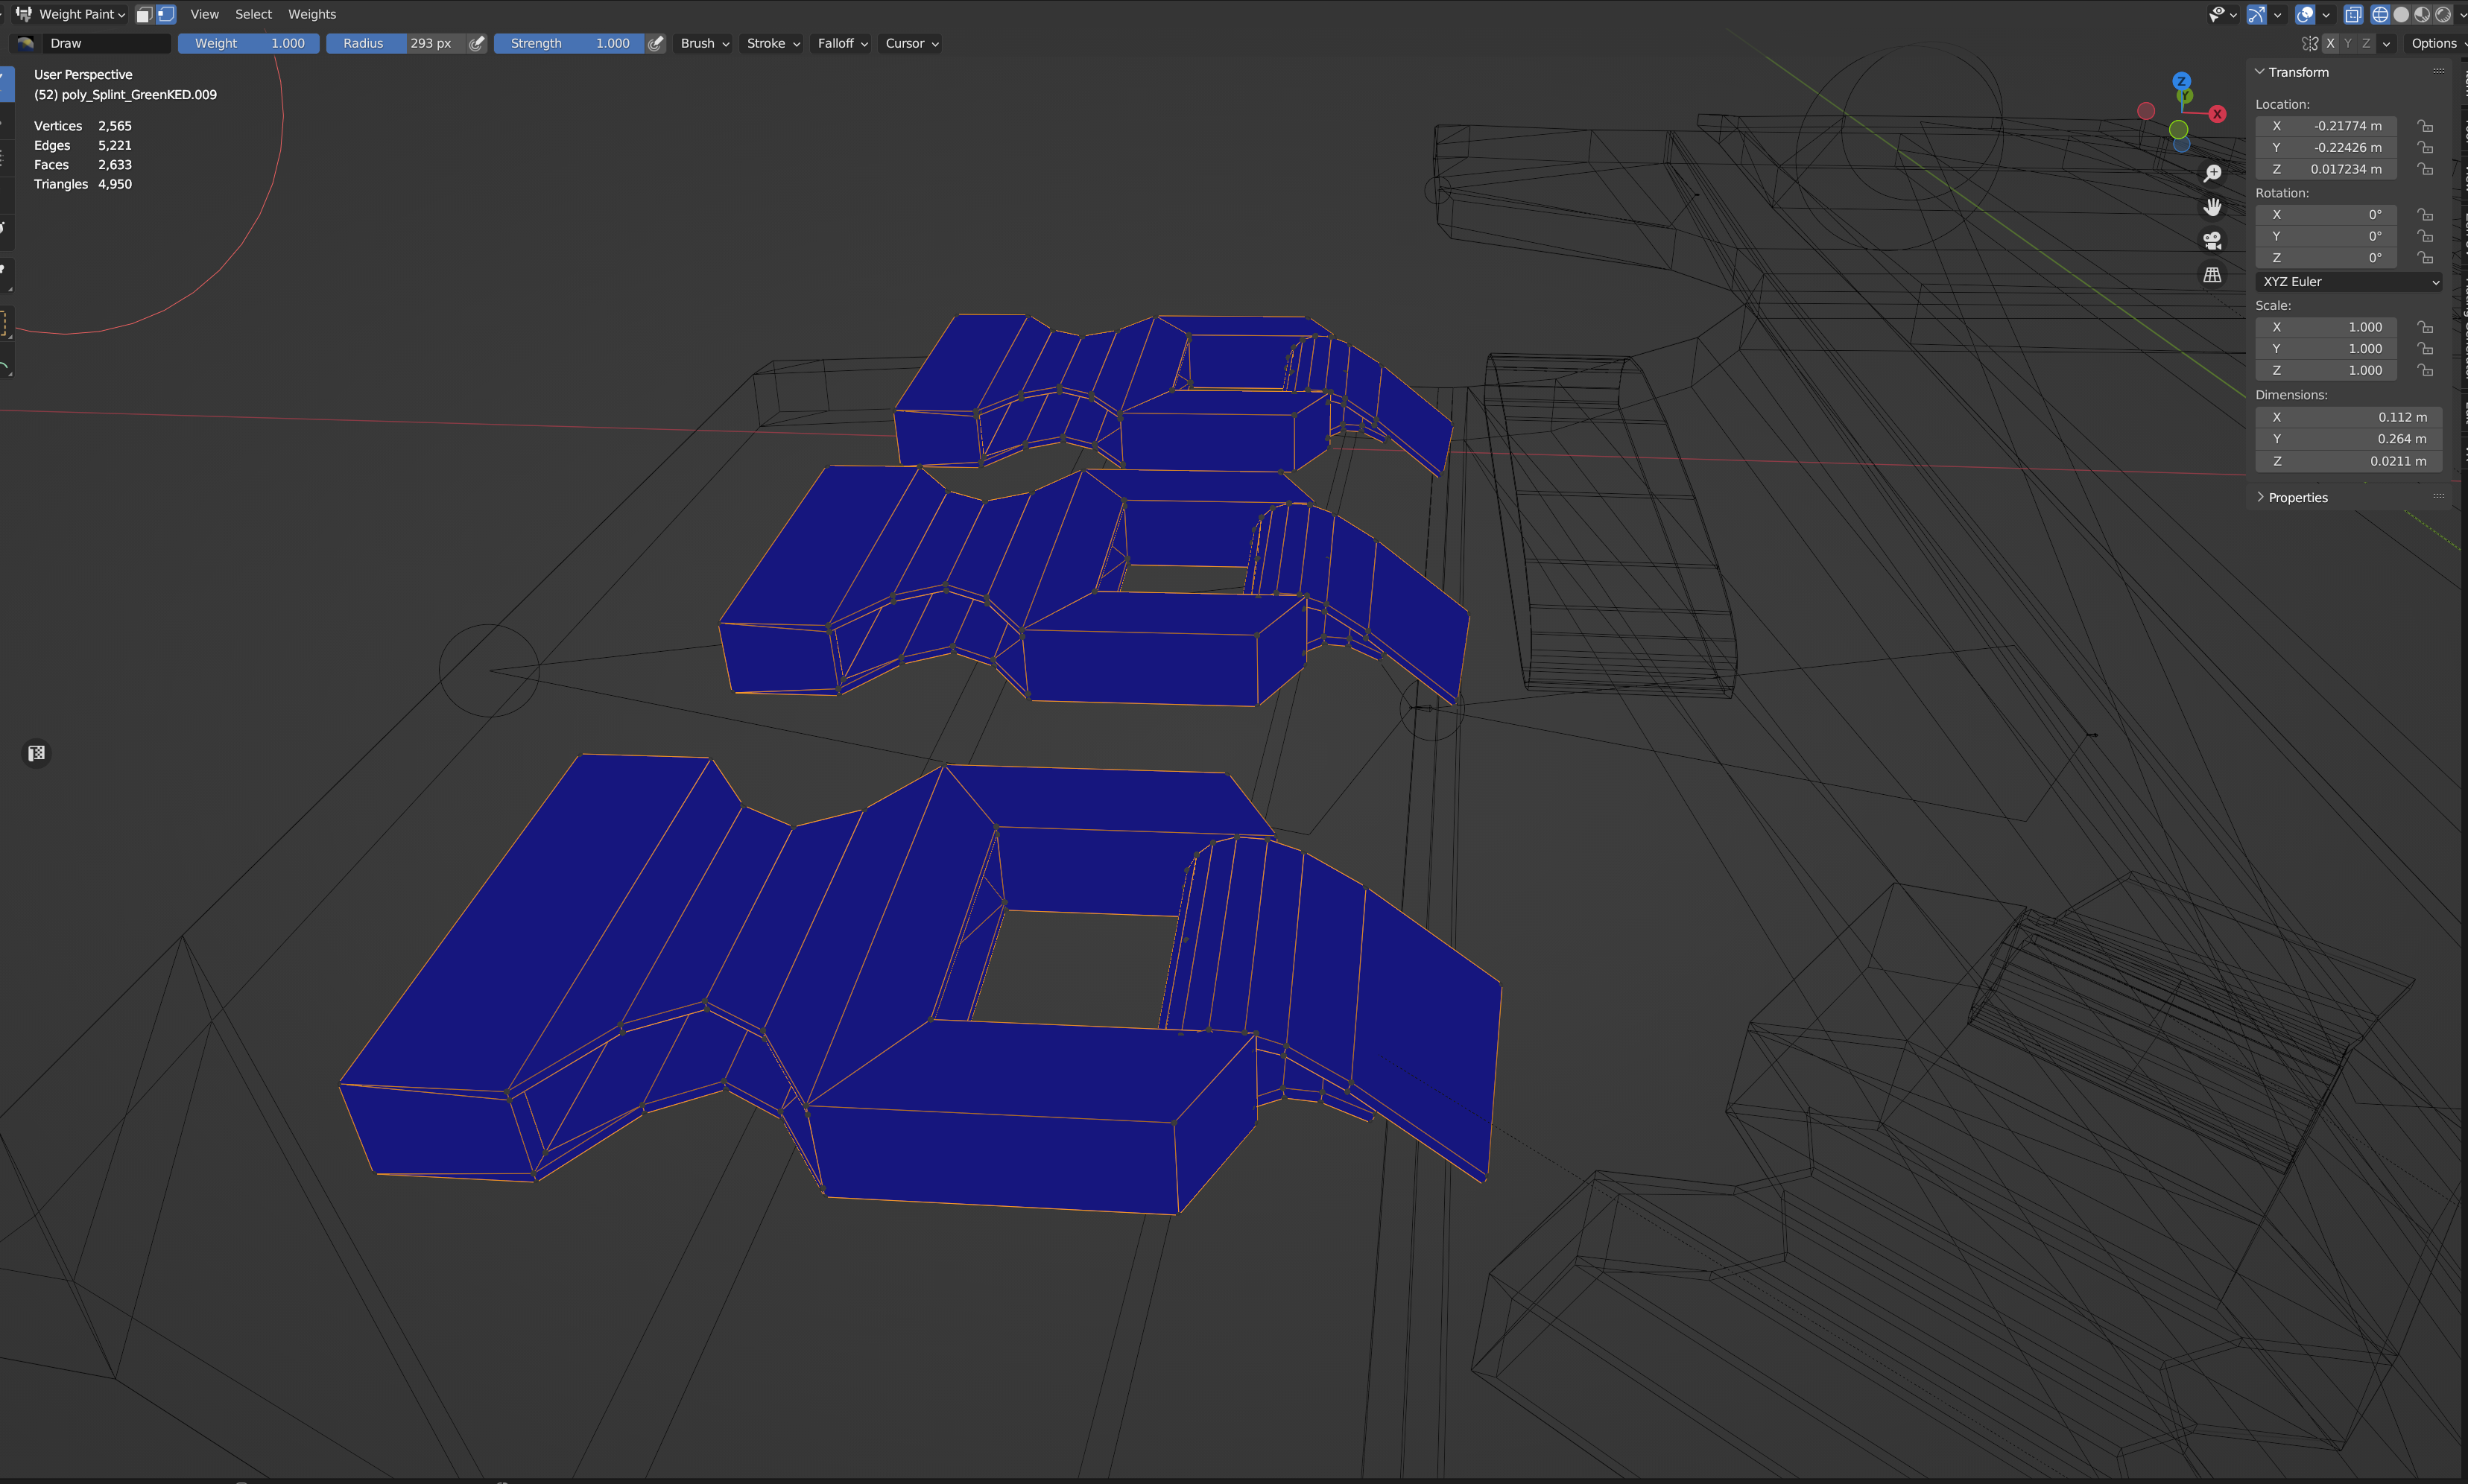 Weight Paint View Select Weights
Draw Weight 1.000 Radius 293 px Strength 1.000 Brush Stroke Falloff Cursor X Y Z Options
User Perspective
(52) poly_Splint_GreenKED.009
Vertices 2,565
Edges 5,221
Faces 2,633
Triangles 4,950
Z
Y
X
Transform
Location:
X -0.21774 m
Y -0.22426 m
Z 0.017234 m
Rotation:
X 0°
Y 0°
Z 0°
XYZ Euler
Scale:
X 1.000
Y 1.000
Z 1.000
Dimensions:
X 0.112 m
Y 0.264 m
Z 0.0211 m
Properties